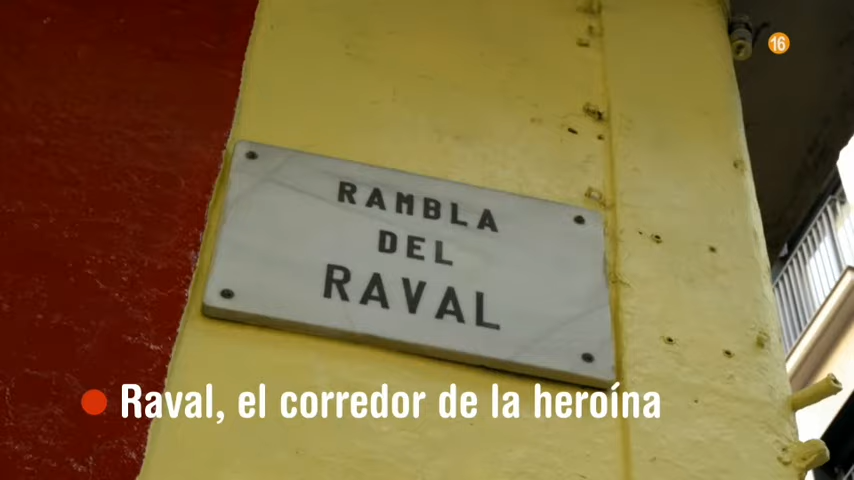 16
RAMBLA
DEL
RAVAL
Raval, el corredor de la heroína